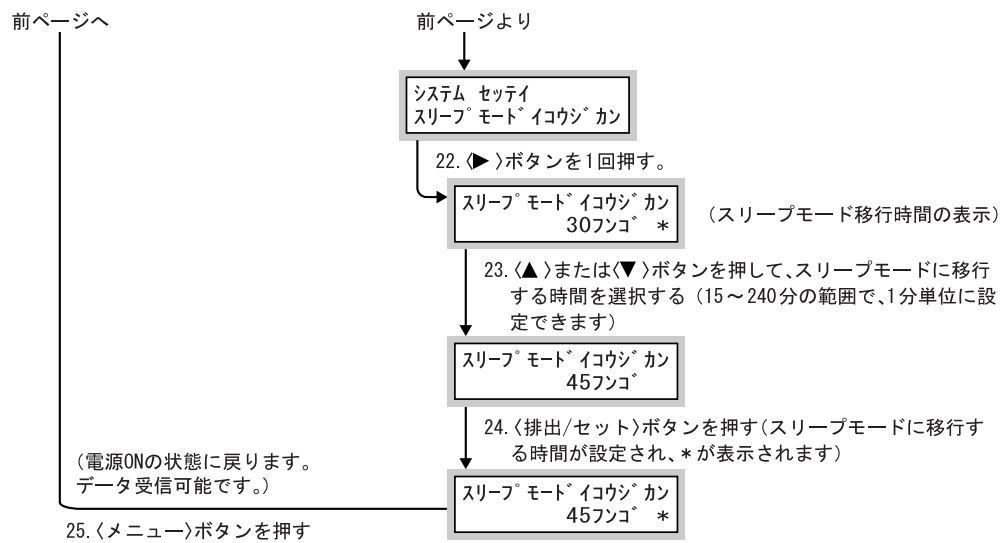 前ページへ
前ページより
システム セッテイ
スリープモードイコウジカン
22.〈▶〉ボタンを1回押す。
スリープモードイコウジカン
30フンゴ *
(スリープモード移行時間の表示)
23.〈▲〉または〈▼〉ボタンを押して、スリープモードに移行
する時間を選択する (15～240分の範囲で、1分単位に設
定できます)
スリープモードイコウジカン
45フンゴ
24.〈排出/セット〉ボタンを押す(スリープモードに移行す
る時間が設定され、*が表示されます)
スリープモードイコウジカン
45フンゴ *
(電源ONの状態に戻ります。
データ受信可能です。)
25.〈メニュー〉ボタンを押す